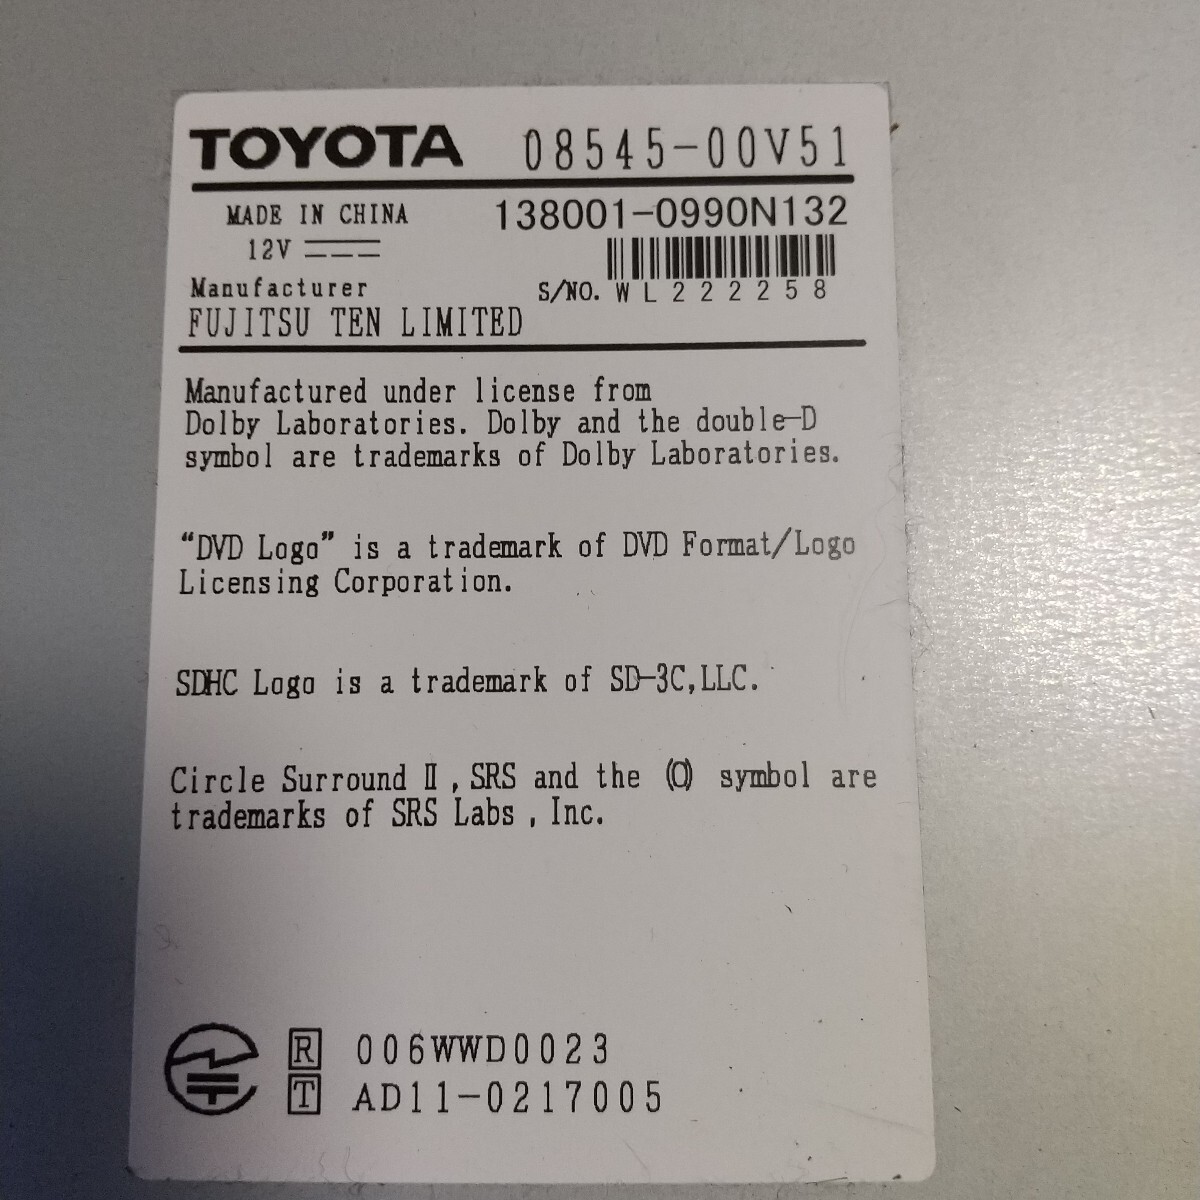 TOYOTA 08545-00V51
MADE IN CHINA 138001-0990N132
12V
S/NO. WL222258
Manufacturer
FUJITSU TEN LIMITED
Manufactured under license from
Dolby Laboratories. Dolby and the double-D
symbol are trademarks of Dolby Laboratories.
“DVD Logo” is a trademark of DVD Format/Logo
Licensing Corporation.
SDHC Logo is a trademark of SD-3C,LLC.
Circle Surround Ⅱ, SRS and the (O) symbol are
trademarks of SRS Labs , Inc.
R 006WWD0023
T AD11-0217005